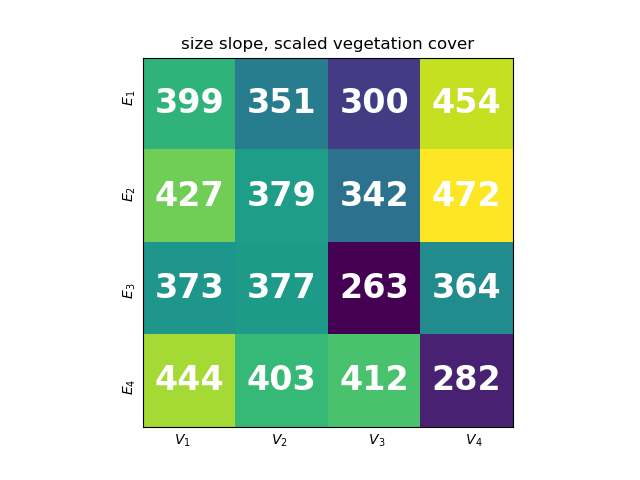 size slope, scaled vegetation cover
E₁ 399 351 300 454
E₂ 427 379 342 472
E₃ 373 377 263 364
E₄ 444 403 412 282
V₁ V₂ V₃ V₄